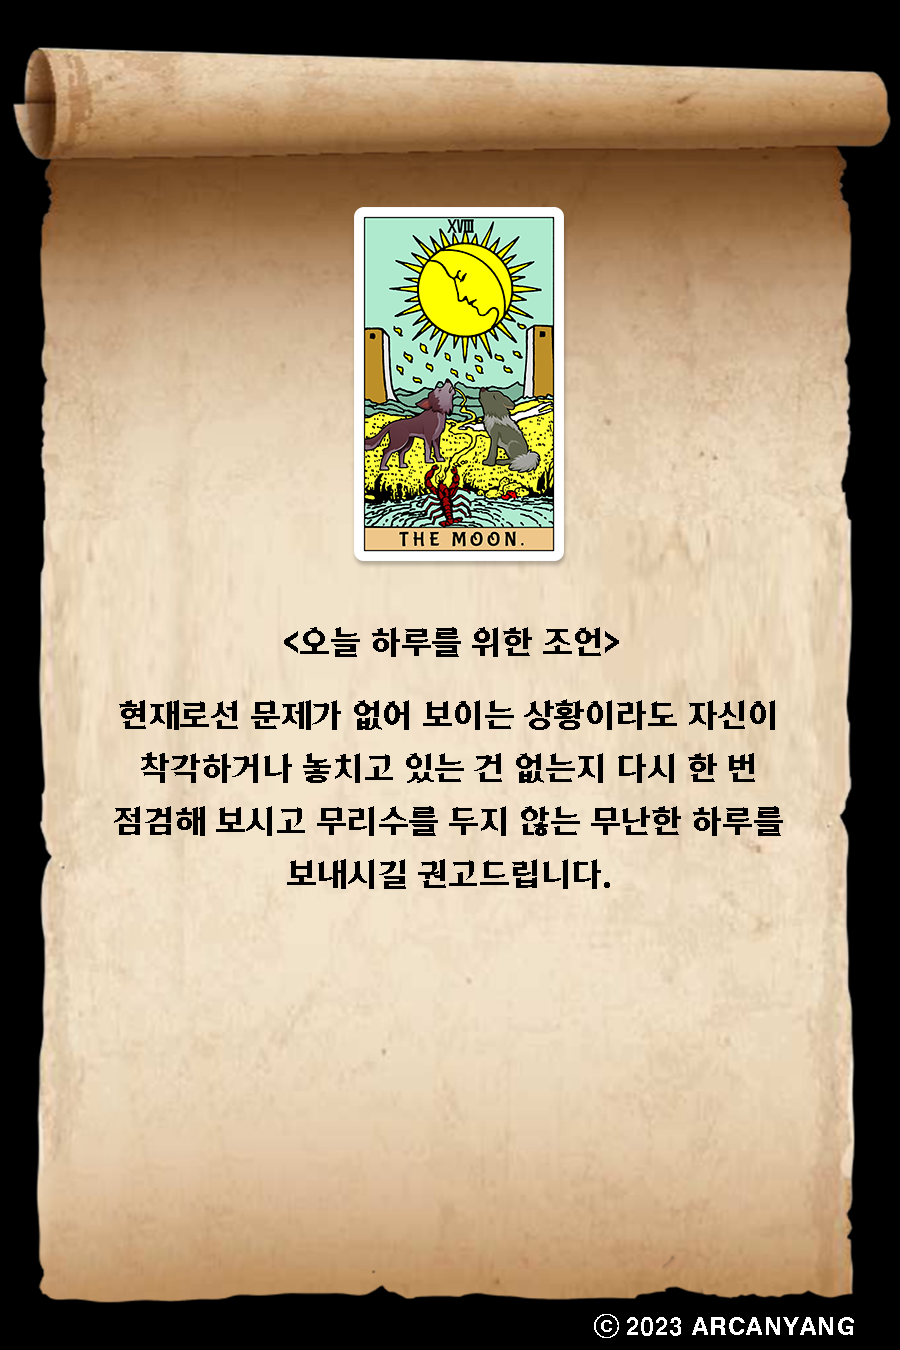 XVIII
THE MOON.
<오늘 하루를 위한 조언>
현재로선 문제가 없어 보이는 상황이라도 자신이
착각하거나 놓치고 있는 건 없는지 다시 한 번
점검해 보시고 무리수를 두지 않는 무난한 하루를
보내시길 권고드립니다.
© 2023 ARCANYANG